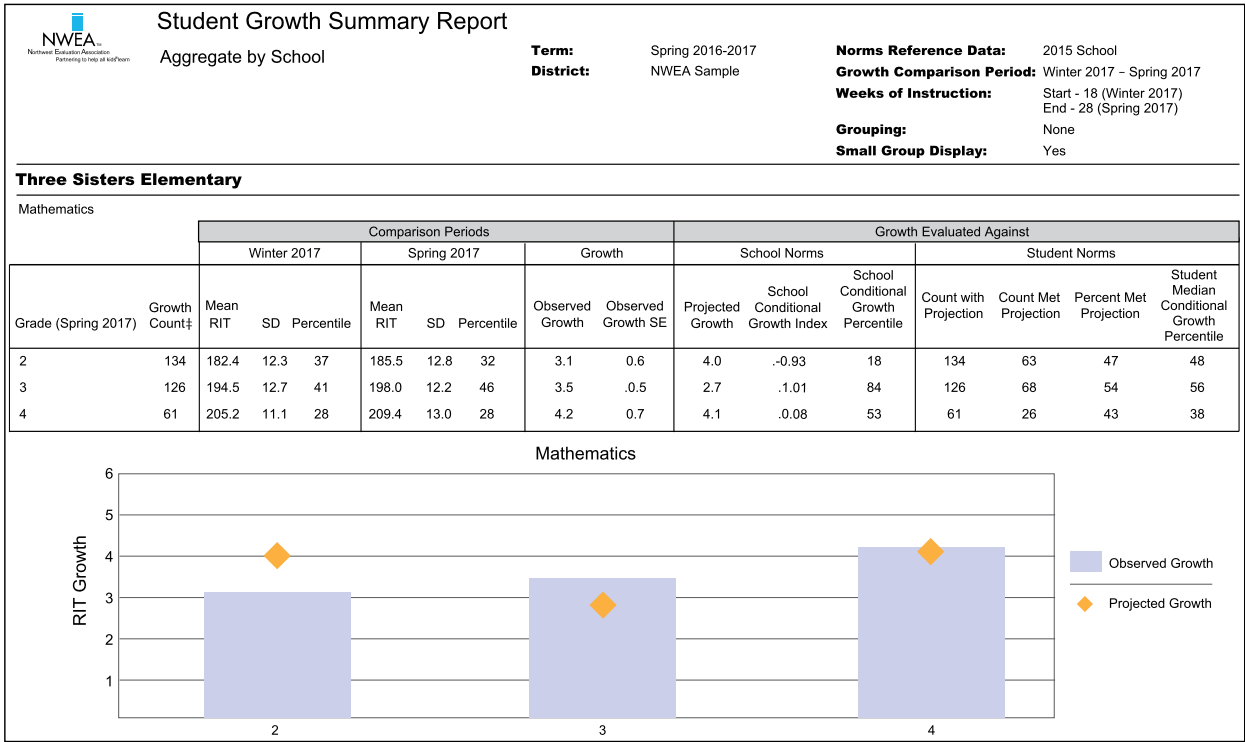 NWEA™
Northwest Evaluation Association
Partnering to help all kids learn
Student Growth Summary Report
Aggregate by School
Term: Spring 2016-2017
District: NWEA Sample
Norms Reference Data: 2015 School
Growth Comparison Period: Winter 2017 – Spring 2017
Weeks of Instruction: Start - 18 (Winter 2017)
End - 28 (Spring 2017)
Grouping: None
Small Group Display: Yes
Three Sisters Elementary
Mathematics
Comparison Periods Growth Evaluated Against
Winter 2017 Spring 2017 Growth School Norms Student Norms
Grade (Spring 2017) Growth Count‡ Mean RIT SD Percentile Mean RIT SD Percentile Observed Growth Observed Growth SE Projected Growth School Conditional Growth Index School Conditional Growth Percentile Count with Projection Count Met Projection Percent Met Projection Student Median Conditional Growth Percentile
2 134 182.4 12.3 37 185.5 12.8 32 3.1 0.6 4.0 .-0.93 18 134 63 47 48
3 126 194.5 12.7 41 198.0 12.2 46 3.5 .0.5 2.7 .1.01 84 126 68 54 56
4 61 205.2 11.1 28 209.4 13.0 28 4.2 0.7 4.1 .0.08 53 61 26 43 38
Mathematics
6
5
4
3
2
1
RIT Growth
2 3 4
Observed Growth
Projected Growth